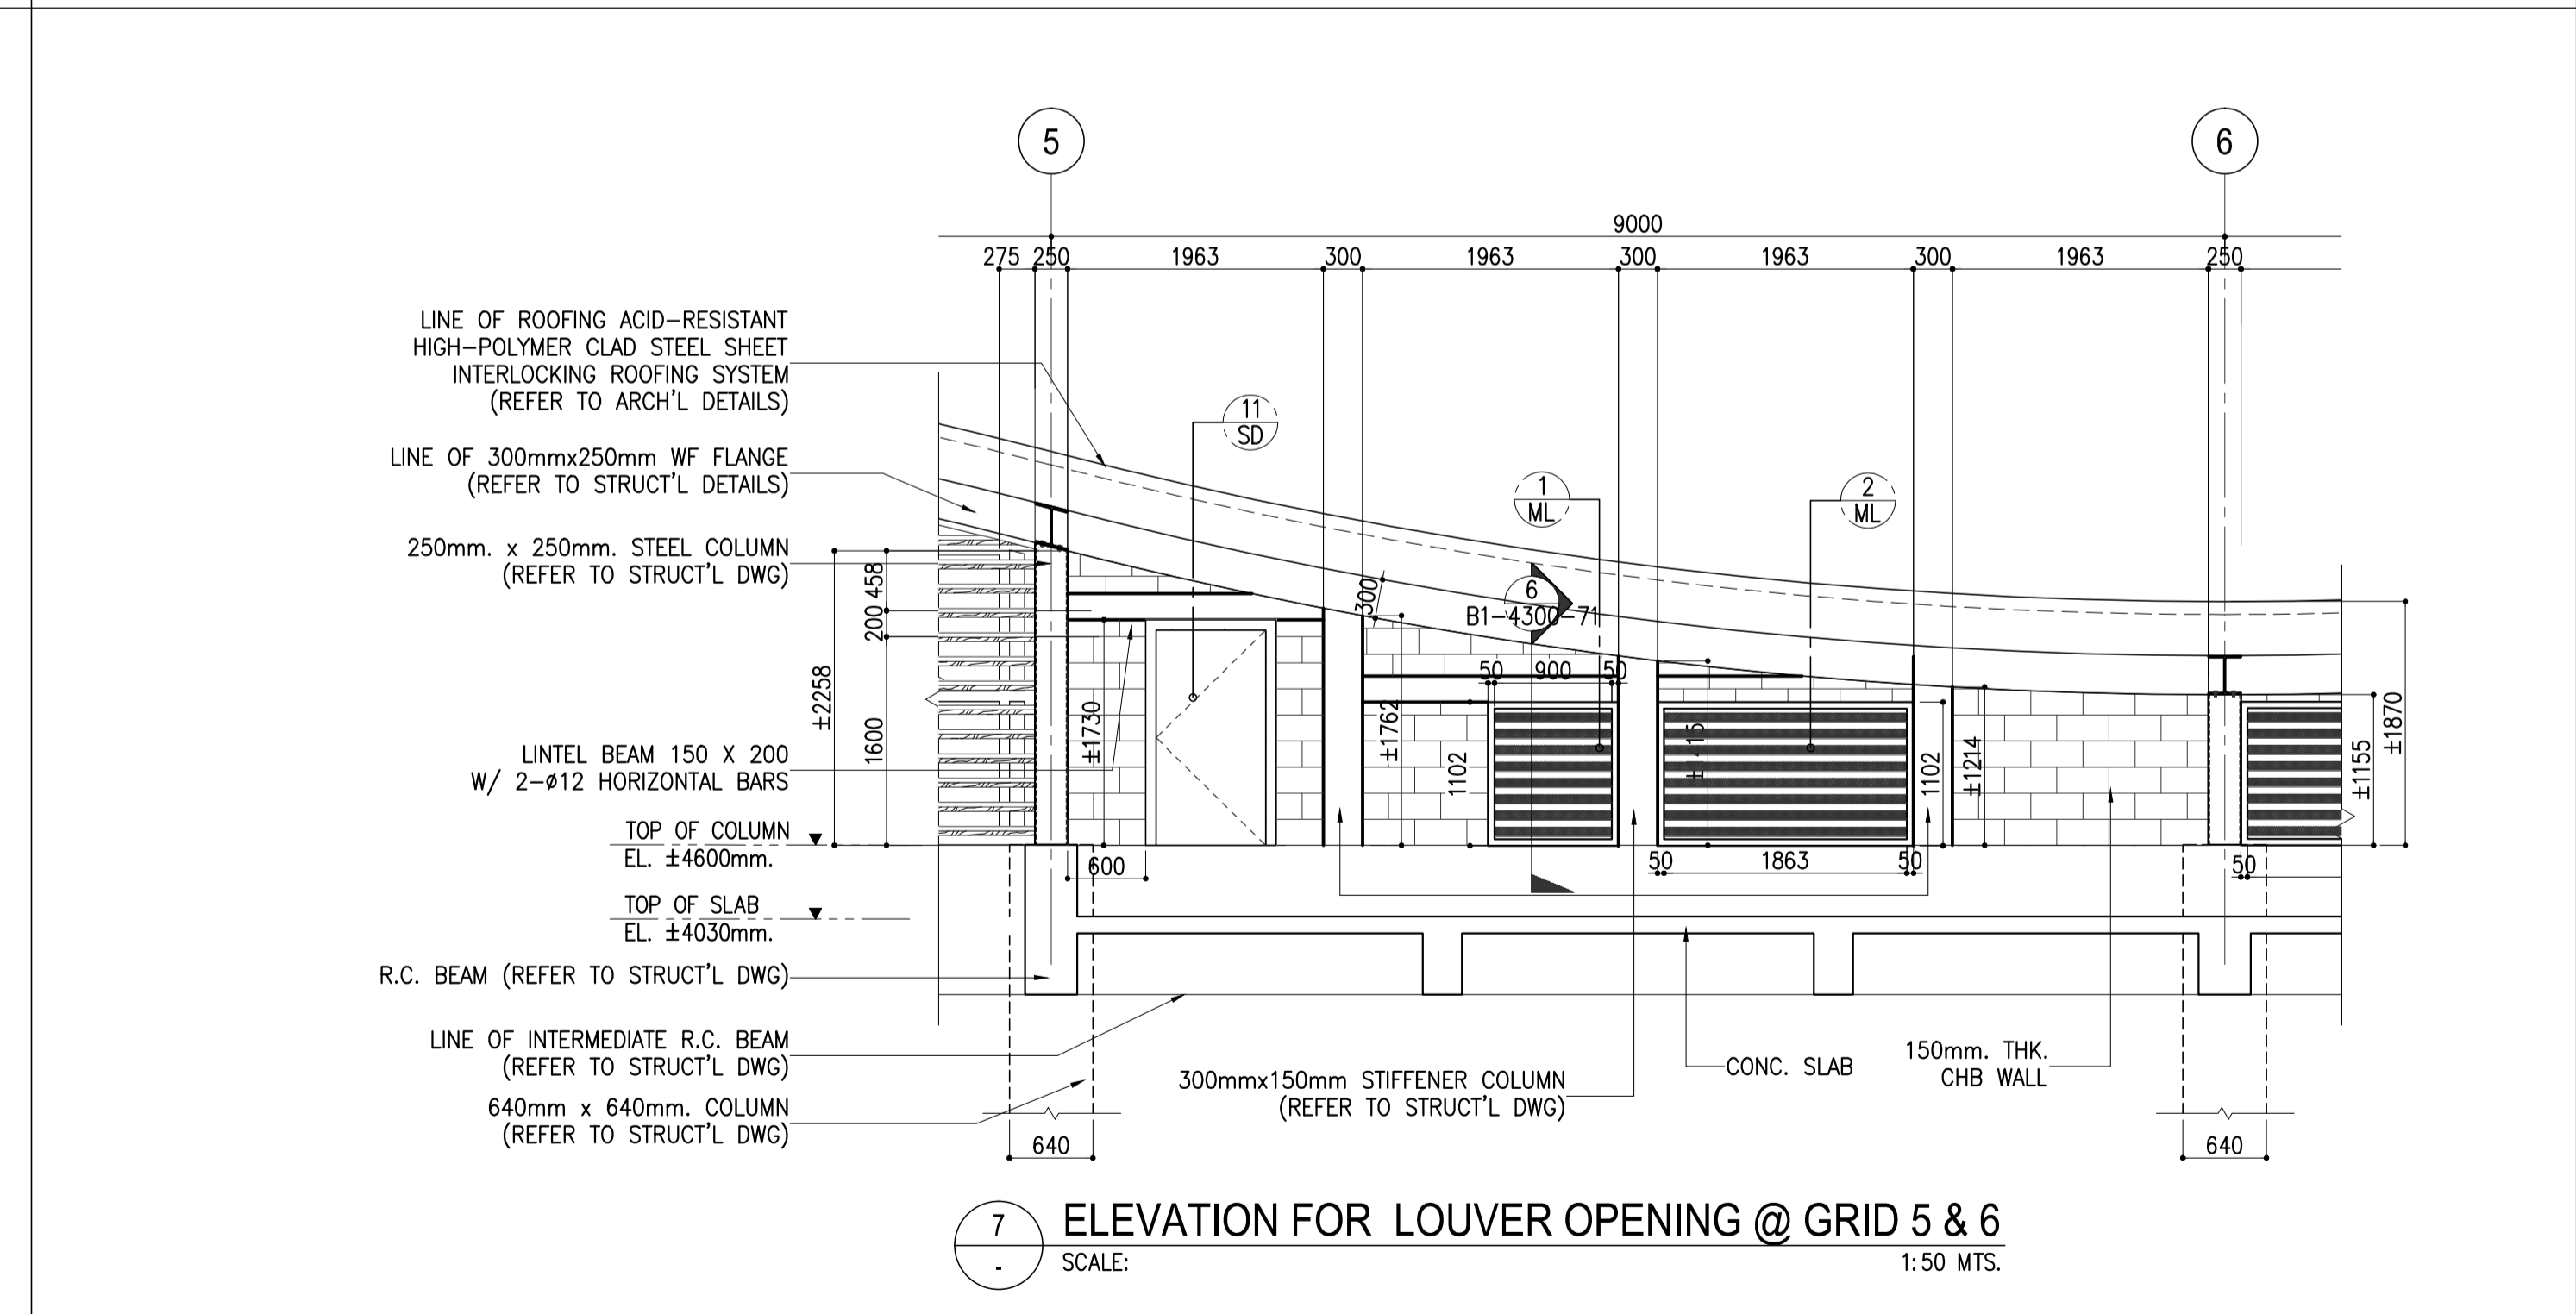 5
6
9000
275 250 1963 300 1963 300 1963 300 1963 250
LINE OF ROOFING ACID-RESISTANT
HIGH-POLYMER CLAD STEEL SHEET
INTERLOCKING ROOFING SYSTEM
(REFER TO ARCH'L DETAILS)
11
SD
LINE OF 300mmx250mm WF FLANGE
(REFER TO STRUCT'L DETAILS)
1
ML
2
ML
250mm. x 250mm. STEEL COLUMN
(REFER TO STRUCT'L DWG)
458
200
1600
±2258
300
6
B1-4300-71
50 900 50
±1730
±1762
1102
±1415
1102
±1214
±1155
±1870
LINTEL BEAM 150 X 200
W/ 2-ø12 HORIZONTAL BARS
TOP OF COLUMN
EL. ±4600mm.
600
50 1863 50
50
TOP OF SLAB
EL. ±4030mm.
R.C. BEAM (REFER TO STRUCT'L DWG)
LINE OF INTERMEDIATE R.C. BEAM
(REFER TO STRUCT'L DWG)
640mm x 640mm. COLUMN
(REFER TO STRUCT'L DWG)
300mmx150mm STIFFENER COLUMN
(REFER TO STRUCT'L DWG)
CONC. SLAB
150mm. THK.
CHB WALL
640
640
7
-
ELEVATION FOR LOUVER OPENING @ GRID 5 & 6
SCALE: 1:50 MTS.